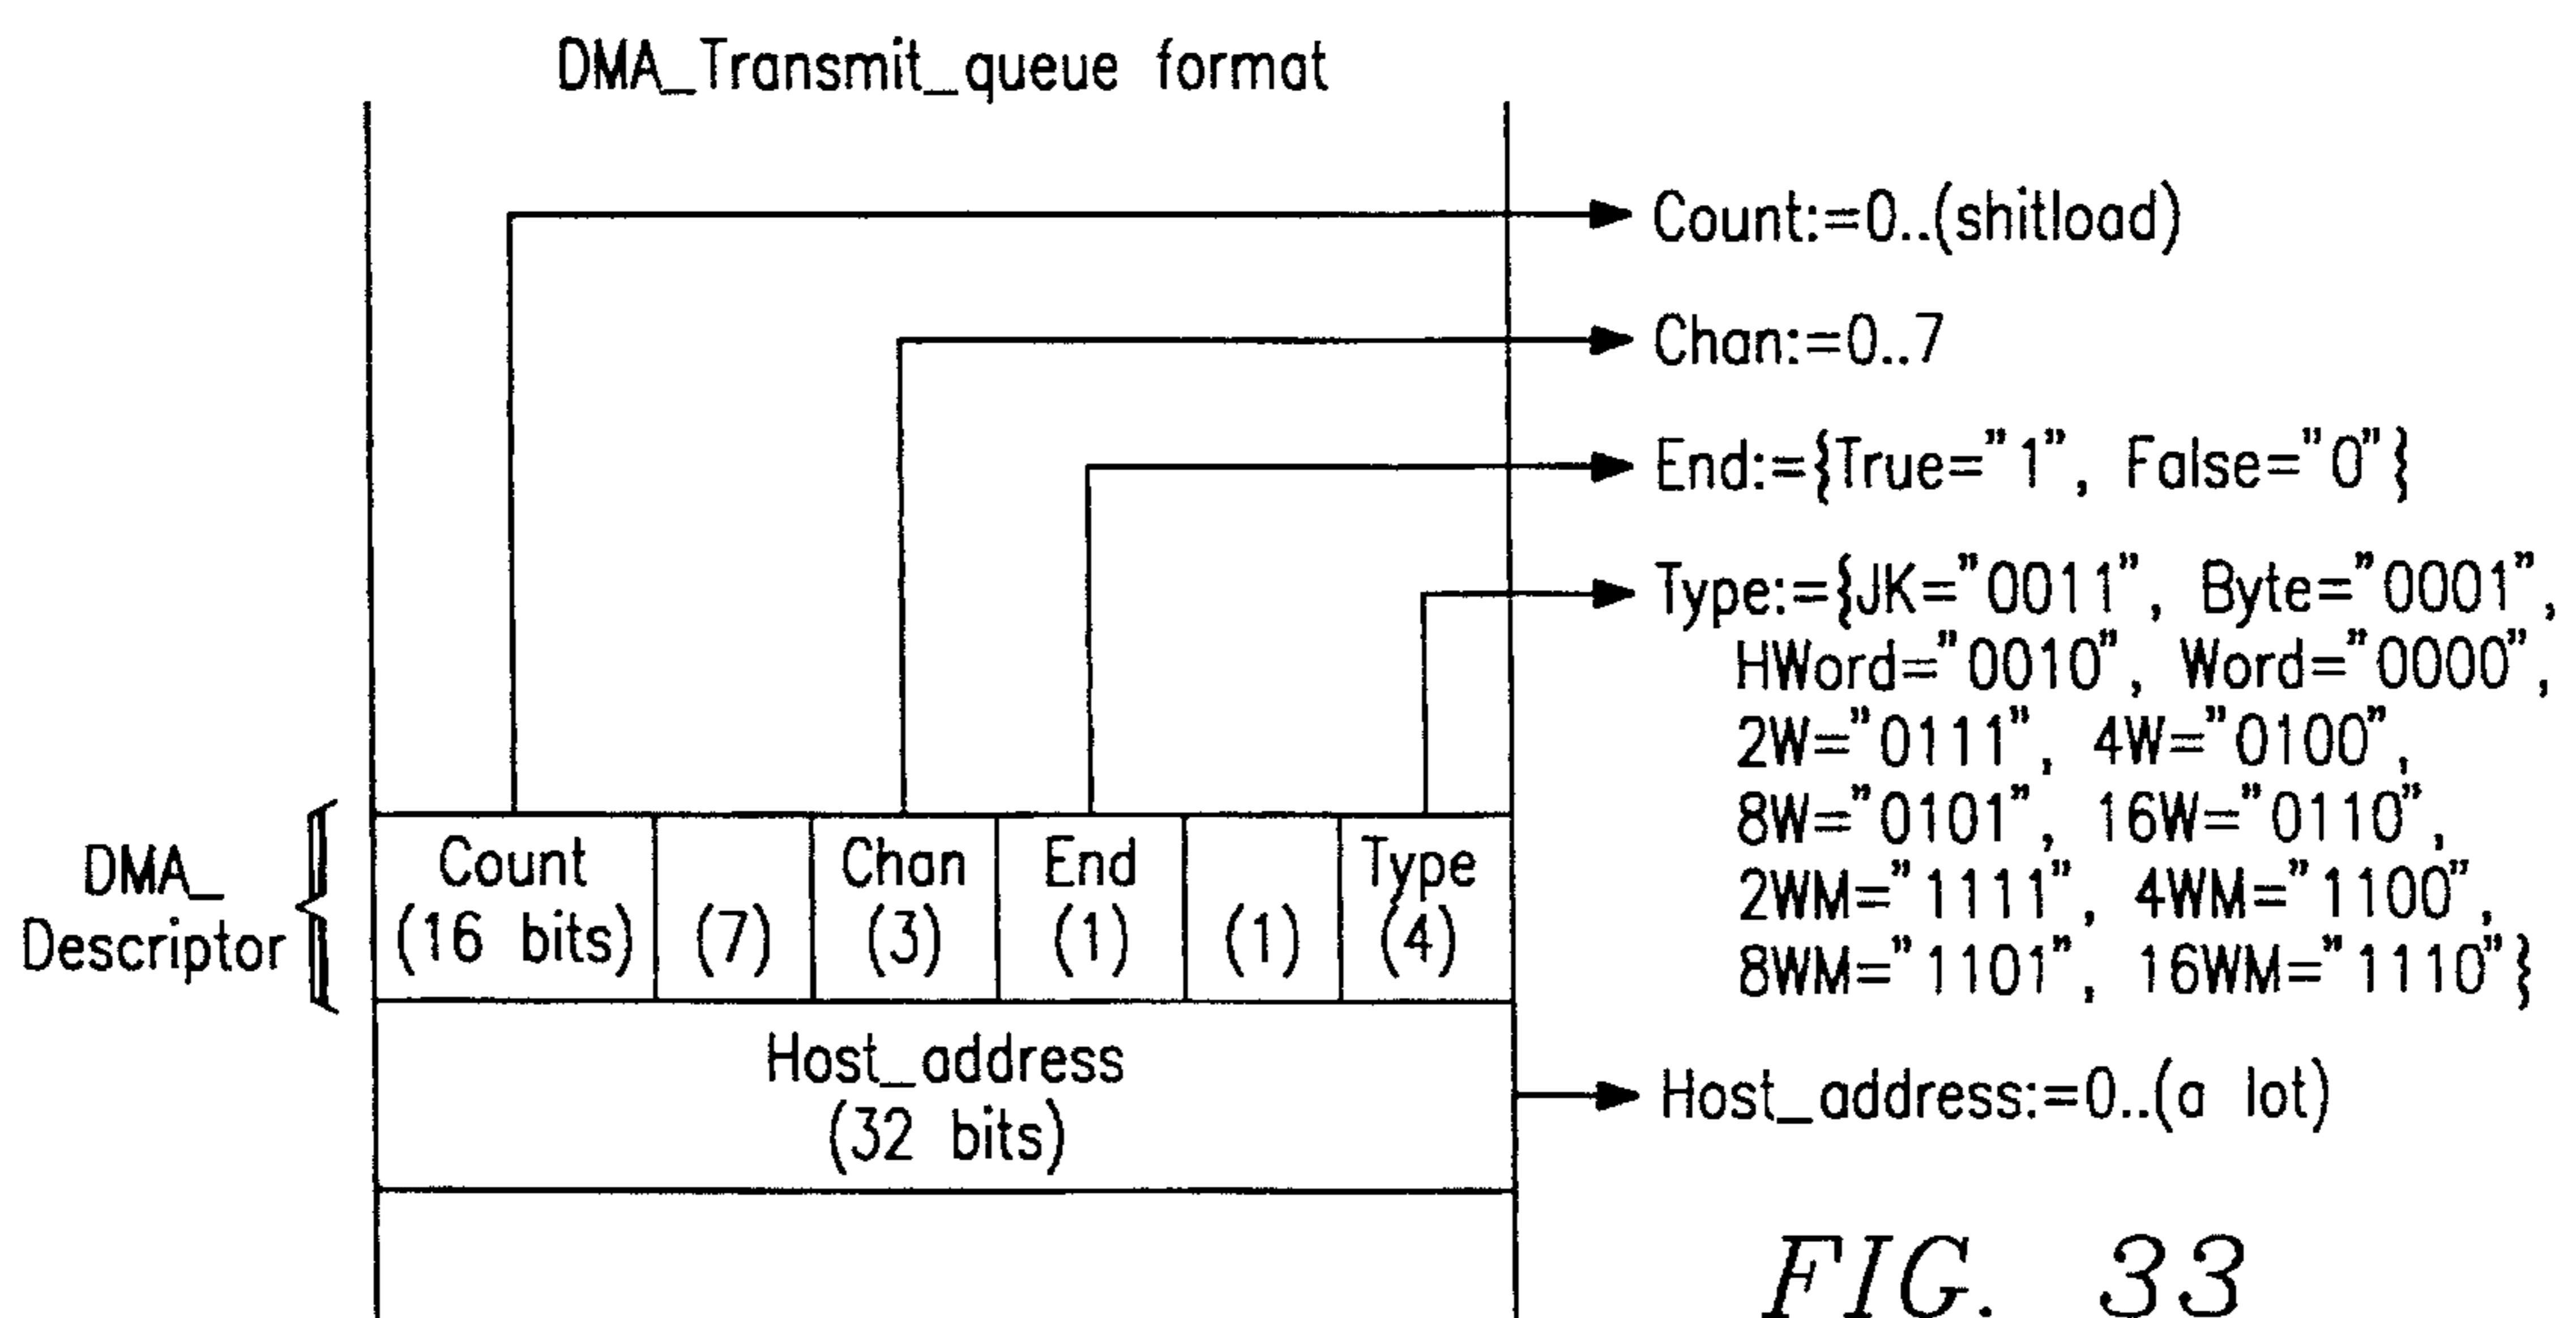 DMA_Transmit_queue format
Count:=0..(shitload)
Chan:=0..7
End:={True="1", False="0"}
Type:={JK="0011", Byte="0001",
HWord="0010", Word="0000",
2W="0111", 4W="0100",
8W="0101", 16W="0110",
2WM="1111", 4WM="1100",
8WM="1101", 16WM="1110"}
DMA_
Descriptor
Count
(16 bits)
(7)
Chan
(3)
End
(1)
(1)
Type
(4)
Host_address
(32 bits)
Host_address:=0..(a lot)
FIG. 33